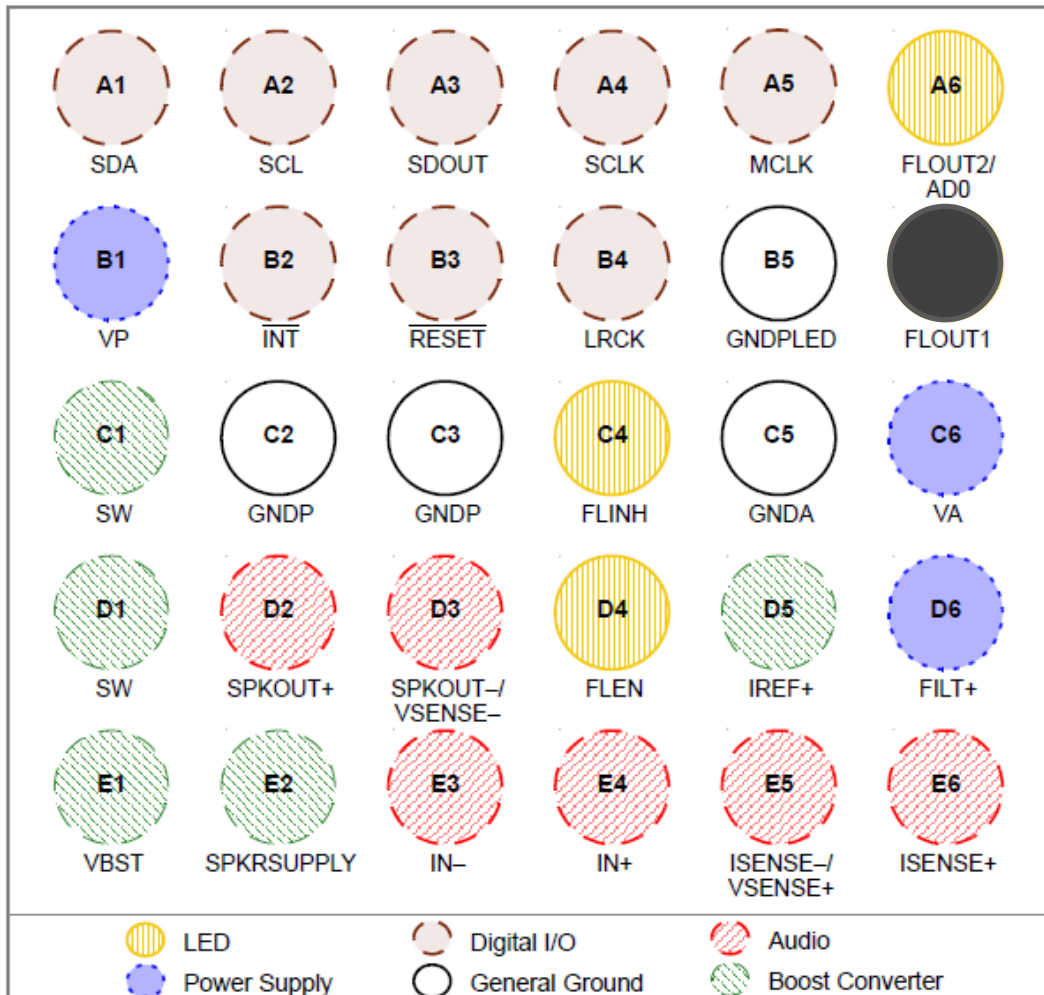 A1 A2 A3 A4 A5 A6
SDA SCL SDOUT SCLK MCLK FLOUT2/
AD0
B1 B2 B3 B4 B5
VP INT RESET LRCK GNDPLED FLOUT1
C1 C2 C3 C4 C5 C6
SW GNDP GNDP FLINH GNDA VA
D1 D2 D3 D4 D5 D6
SW SPKOUT+ SPKOUT–/ FLEN IREF+ FILT+
VSENSE–
E1 E2 E3 E4 E5 E6
VBST SPKRSUPPLY IN– IN+ ISENSE–/ ISENSE+
VSENSE+
LED Digital I/O Audio
Power Supply General Ground Boost Converter